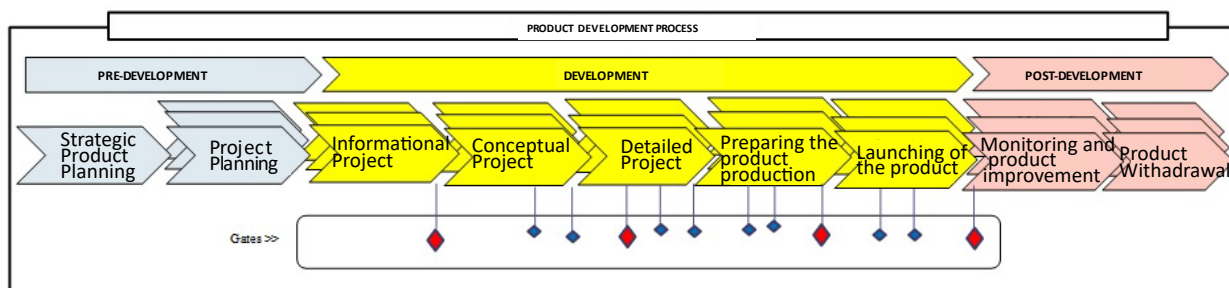 PRODUCT DEVELOPMENT PROCESS
PRE-DEVELOPMENT
DEVELOPMENT
POST-DEVELOPMENT
Strategic
Product
Planning
Project
Planning
Informational
Project
Conceptual
Project
Detailed
Project
Preparing the
product
production
Launching of
the product
Monitoring and
product
improvement
Product
Withadrawal
Gates >>